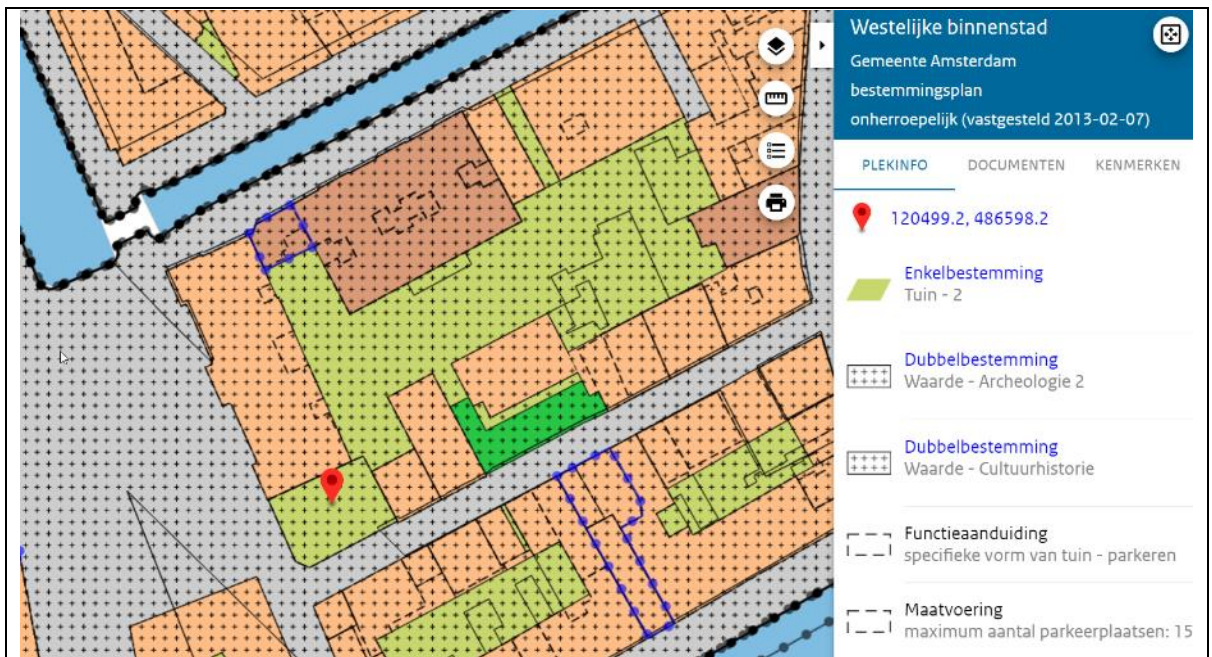 Westelijke binnenstad
Gemeente Amsterdam
bestemmingsplan
onherroepelijk (vastgesteld 2013-02-07)
PLEKINFO DOCUMENTEN KENMERKEN
120499.2, 486598.2
Enkelbestemming
Tuin - 2
Dubbelbestemming
Waarde - Archeologie 2
Dubbelbestemming
Waarde - Cultuurhistorie
Functieaanduiding
specifieke vorm van tuin - parkeren
Maatvoering
maximum aantal parkeerplaatsen: 15